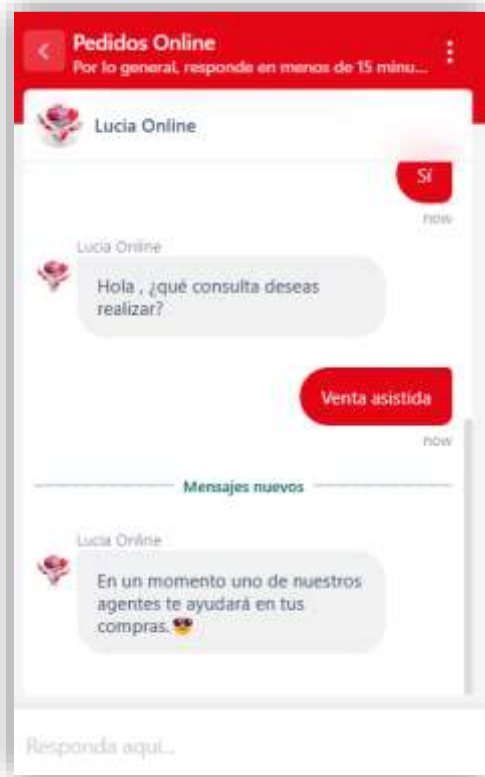 Pedidos Online
Por lo general, responde en menos de 15 minu...
Lucia Online
Sí
now
Lucia Online
Hola , ¿qué consulta deseas
realizar?
Venta asistida
now
Mensajes nuevos
Lucia Online
En un momento uno de nuestros
agentes te ayudará en tus
compras.😎
Responda aquí...